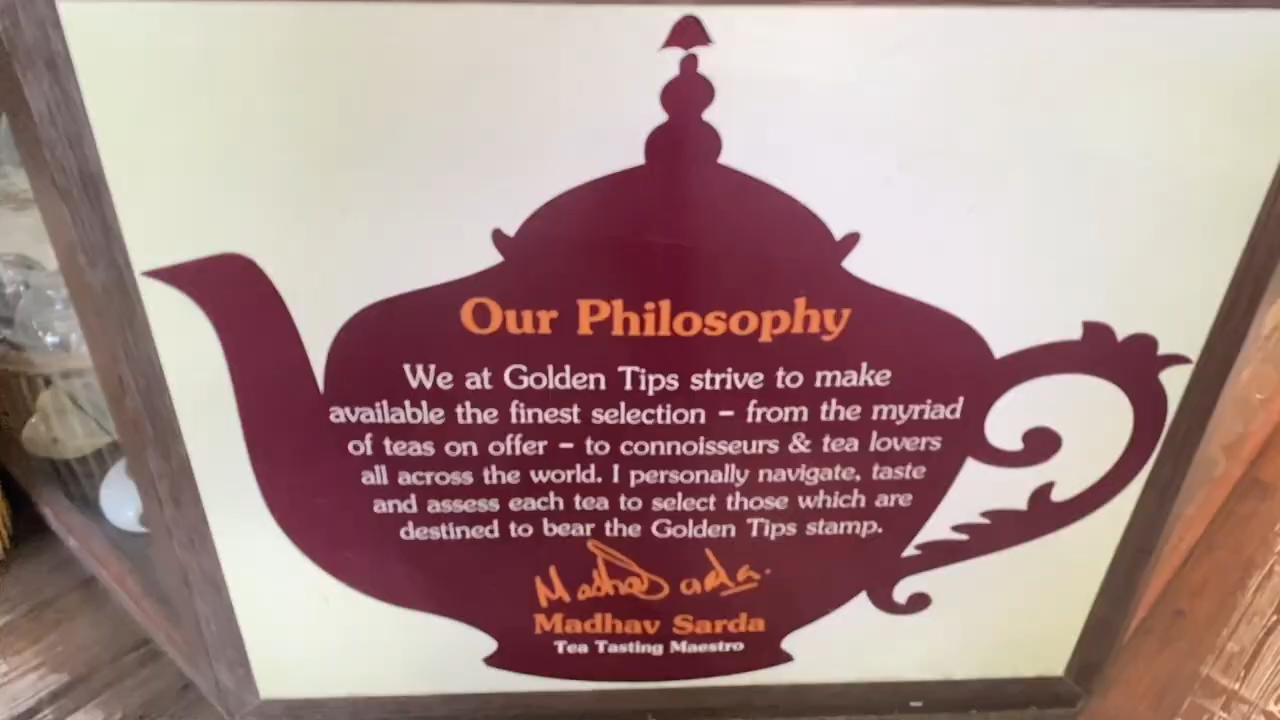 Our Philosophy
We at Golden Tips strive to make
available the finest selection – from the myriad
of teas on offer – to connoisseurs & tea lovers
all across the world. I personally navigate, taste
and assess each tea to select those which are
destined to bear the Golden Tips stamp.
Madhav Sarda
Madhav Sarda
Tea Tasting Maestro